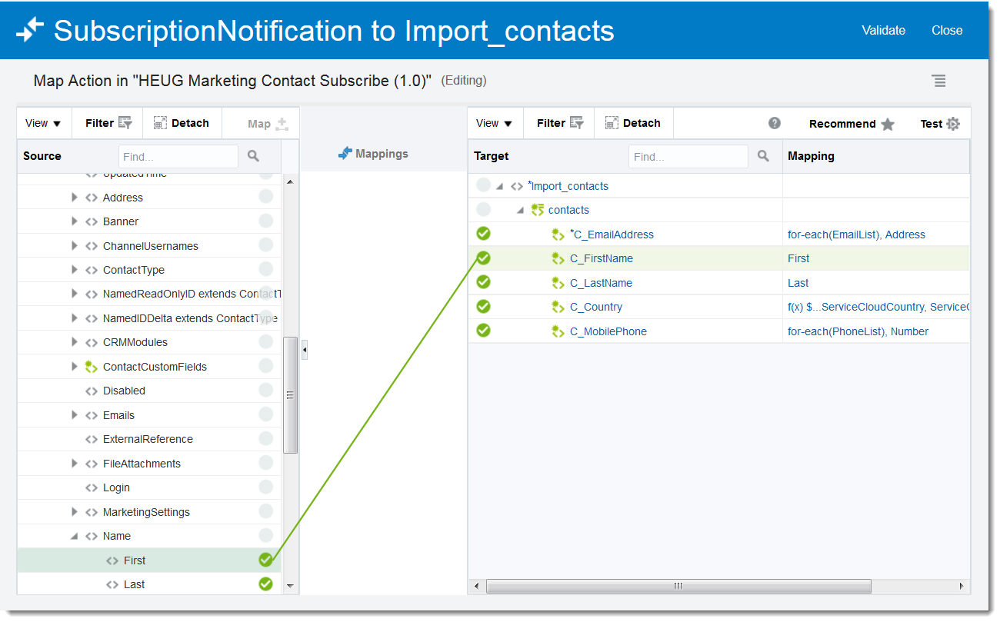 SubscriptionNotification to Import_contacts
Validate
Close
Map Action in "HEUG Marketing Contact Subscribe (1.0)" (Editing)
View
Filter
Detach
Map
Source
Find...
UpdatedTime
Address
Banner
ChannelUsernames
ContactType
NamedReadOnlyID extends ContactT
NamedIDDelta extends ContactType
CRMModules
ContactCustomFields
Disabled
Emails
ExternalReference
FileAttachments
Login
MarketingSettings
Name
First
Last
Mappings
View
Filter
Detach
Recommend
Test
Target
Find...
Mapping
*Import_contacts
contacts
*C_EmailAddress for-each(EmailList), Address
C_FirstName First
C_LastName Last
C_Country f(x) $...ServiceCloudCountry, ServiceC
C_MobilePhone for-each(PhoneList), Number